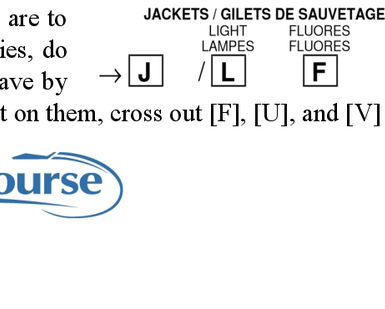 are to
ies, do
ave by
JACKETS / GILETS DE SAUVETAGE
LIGHT FLUORES
LAMPES FLUORES
→ J / L F
t on them, cross out [F], [U], and [V]
ourse